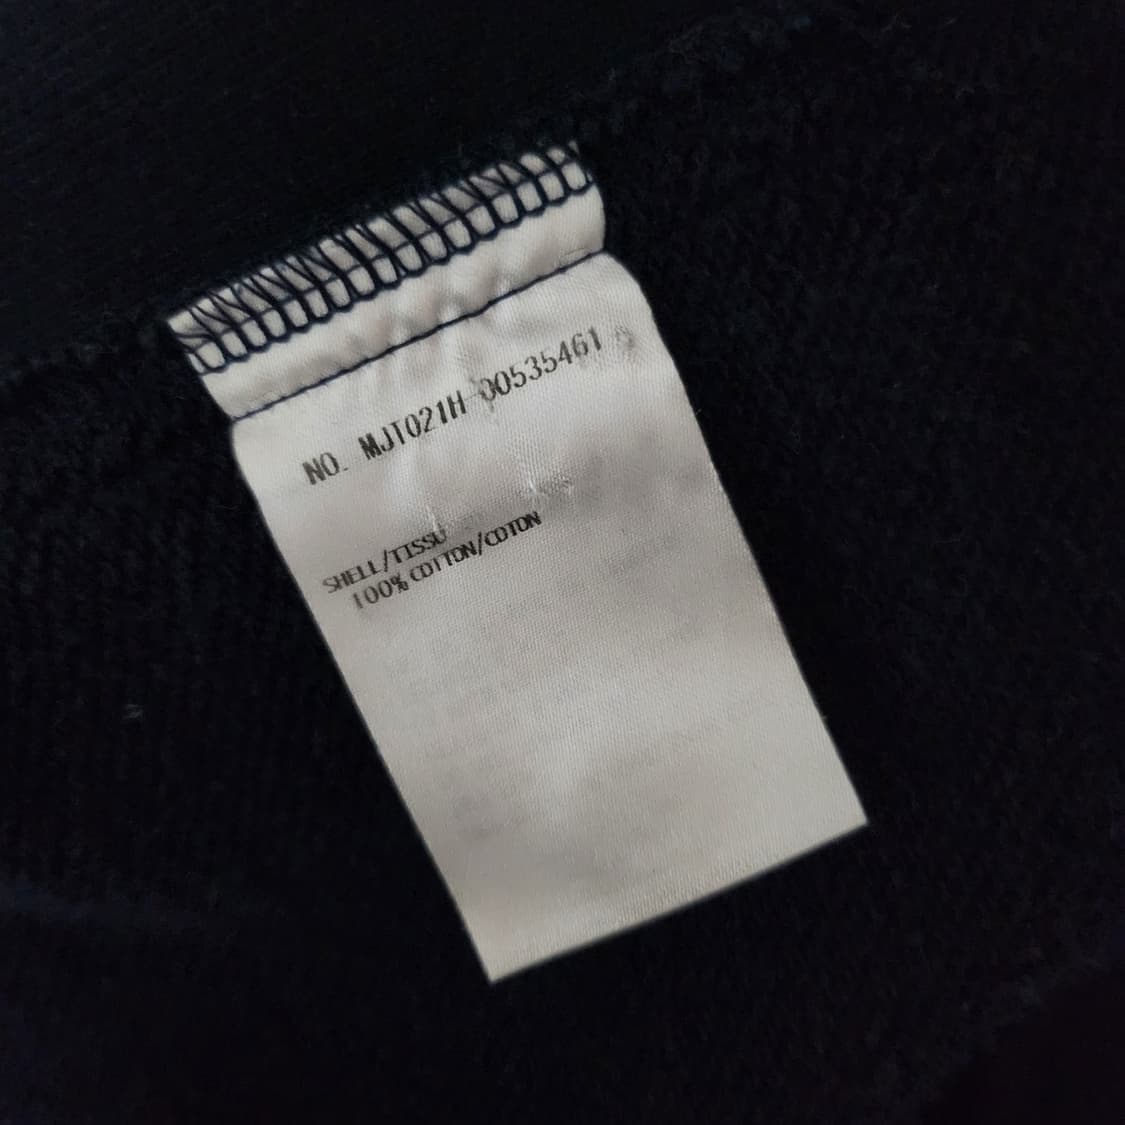 NO. MJT021H-00535461
SHELL/TISSU
100% COTTON/COTON